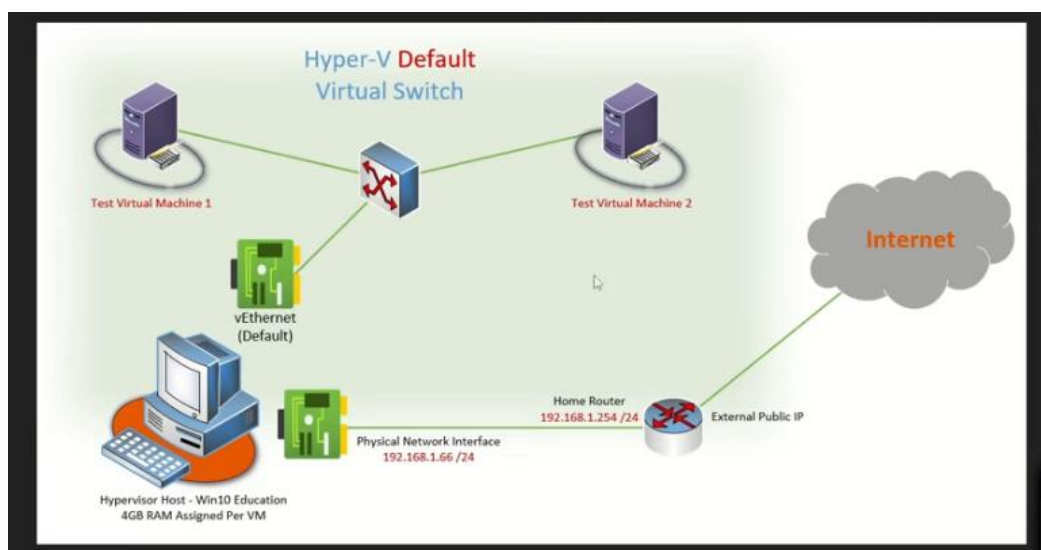 Hyper-V Default
Virtual Switch
Test Virtual Machine 1
Test Virtual Machine 2
Internet
vEthernet
(Default)
Home Router
192.168.1.254 /24
External Public IP
Physical Network Interface
192.168.1.66 /24
Hypervisor Host - Win10 Education
4GB RAM Assigned Per VM